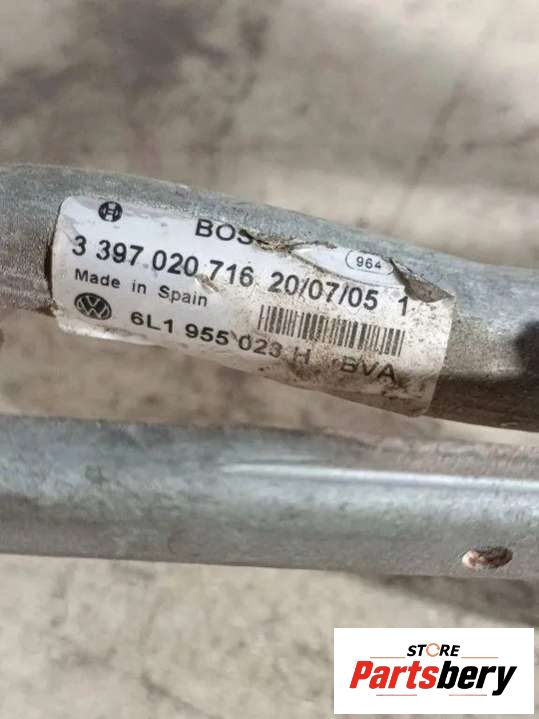 BOS
964
3 397 020 716 20/07/05 1
Made in Spain
6L1 955 023 H BVA
STORE
Partsbery